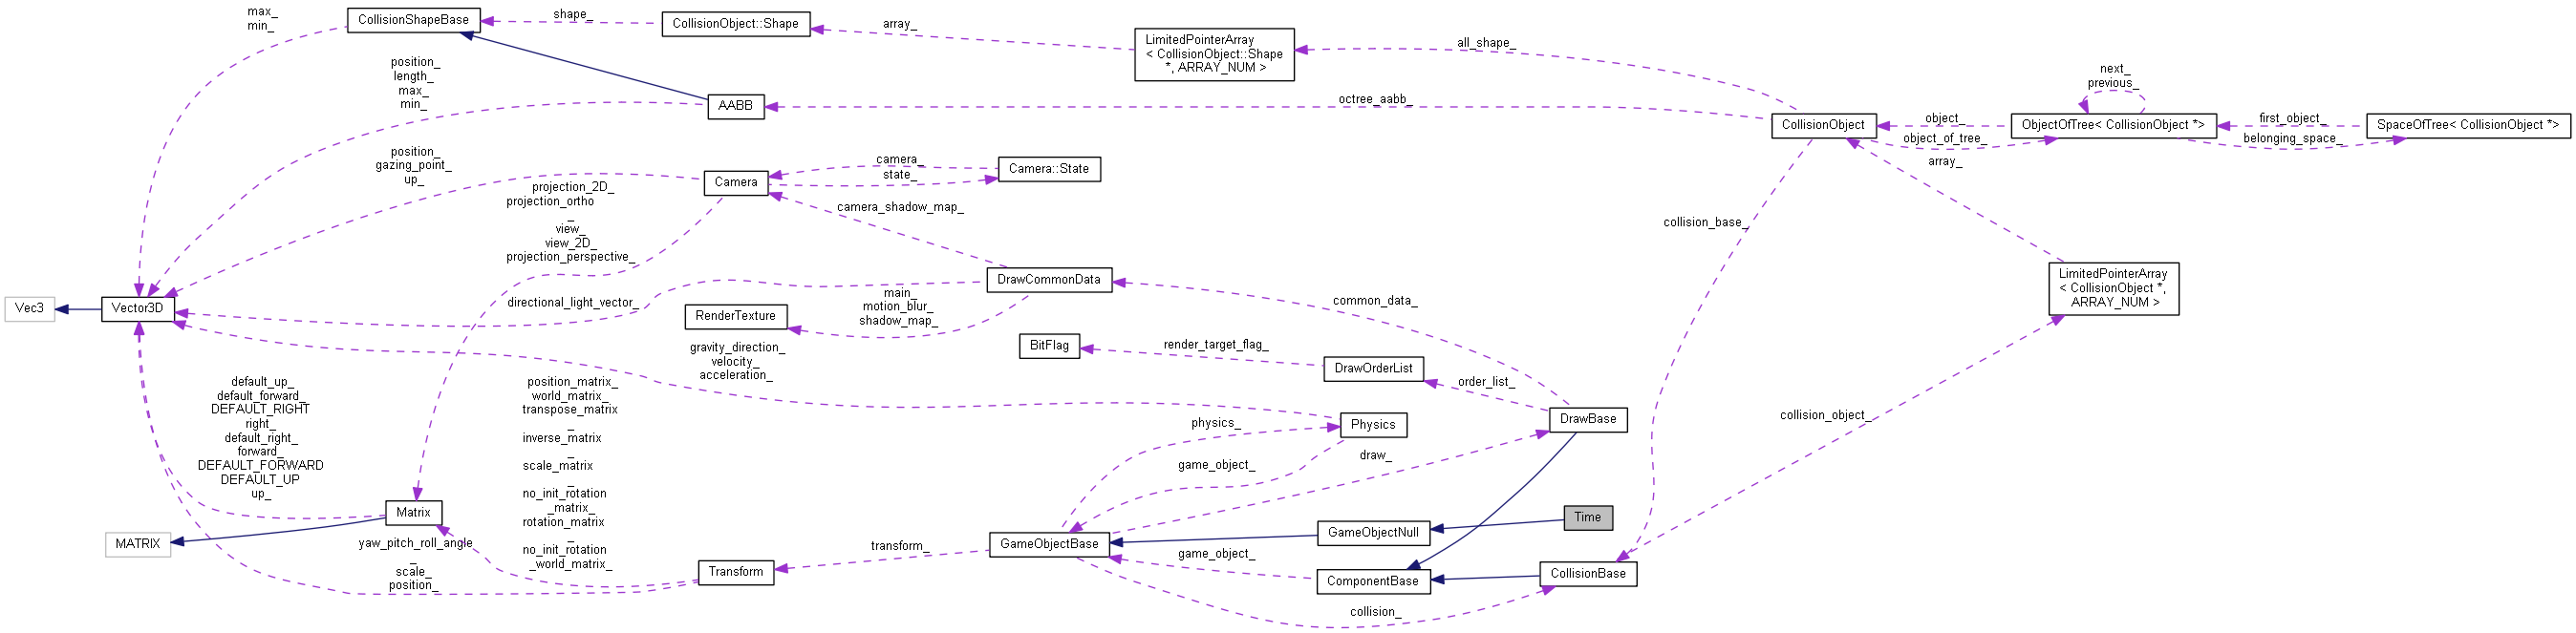 max_
min_
CollisionShapeBase
shape_
CollisionObject::Shape
array_
LimitedPointerArray
< CollisionObject::Shape
*, ARRAY_NUM >
all_shape_
position_
length_
max_
min_
AABB
octree_aabb_
CollisionObject
object_
object_of_tree_
array_
next_
previous_
ObjectOfTree< CollisionObject *>
first_object_
belonging_space_
SpaceOfTree< CollisionObject *>
position_
gazing_point_
up_
Camera
camera_
state_
Camera::State
projection_2D_
projection_ortho
_
view_
view_2D_
projection_perspective_
camera_shadow_map_
collision_base_
Vec3
Vector3D
directional_light_vector_
DrawCommonData
main_
motion_blur_
shadow_map_
RenderTexture
common_data_
LimitedPointerArray
< CollisionObject *,
ARRAY_NUM >
BitFlag
render_target_flag_
DrawOrderList
order_list_
gravity_direction_
velocity_
acceleration_
default_up_
default_forward_
DEFAULT_RIGHT
right_
default_right_
forward_
DEFAULT_FORWARD
DEFAULT_UP
up_
position_matrix_
world_matrix_
transpose_matrix
_
inverse_matrix
_
scale_matrix
_
no_init_rotation
_matrix_
rotation_matrix
_
no_init_rotation
_world_matrix_
physics_
Physics
game_object_
draw_
DrawBase
collision_object_
Matrix
MATRIX
yaw_pitch_roll_angle
_
scale_
position_
Transform
transform_
GameObjectBase
GameObjectNull
Time
game_object_
ComponentBase
CollisionBase
collision_